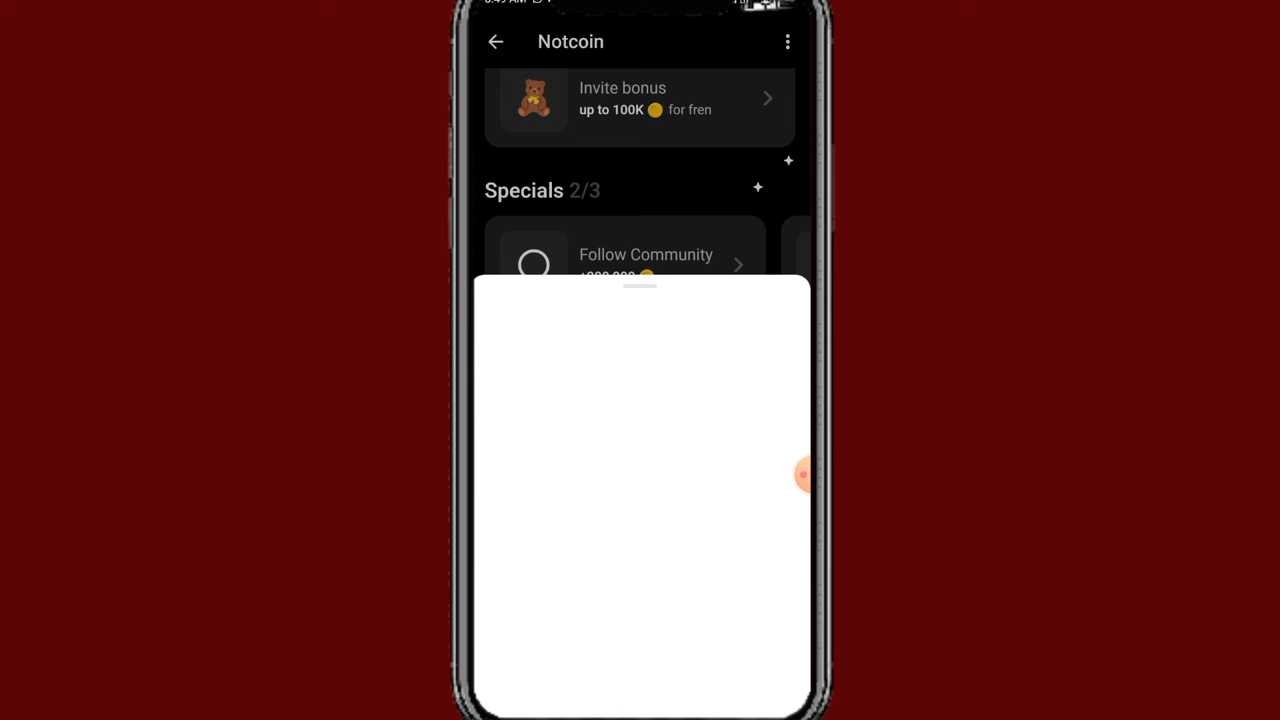 Notcoin
Invite bonus
up to 100K for fren
Specials 2/3
Follow Community